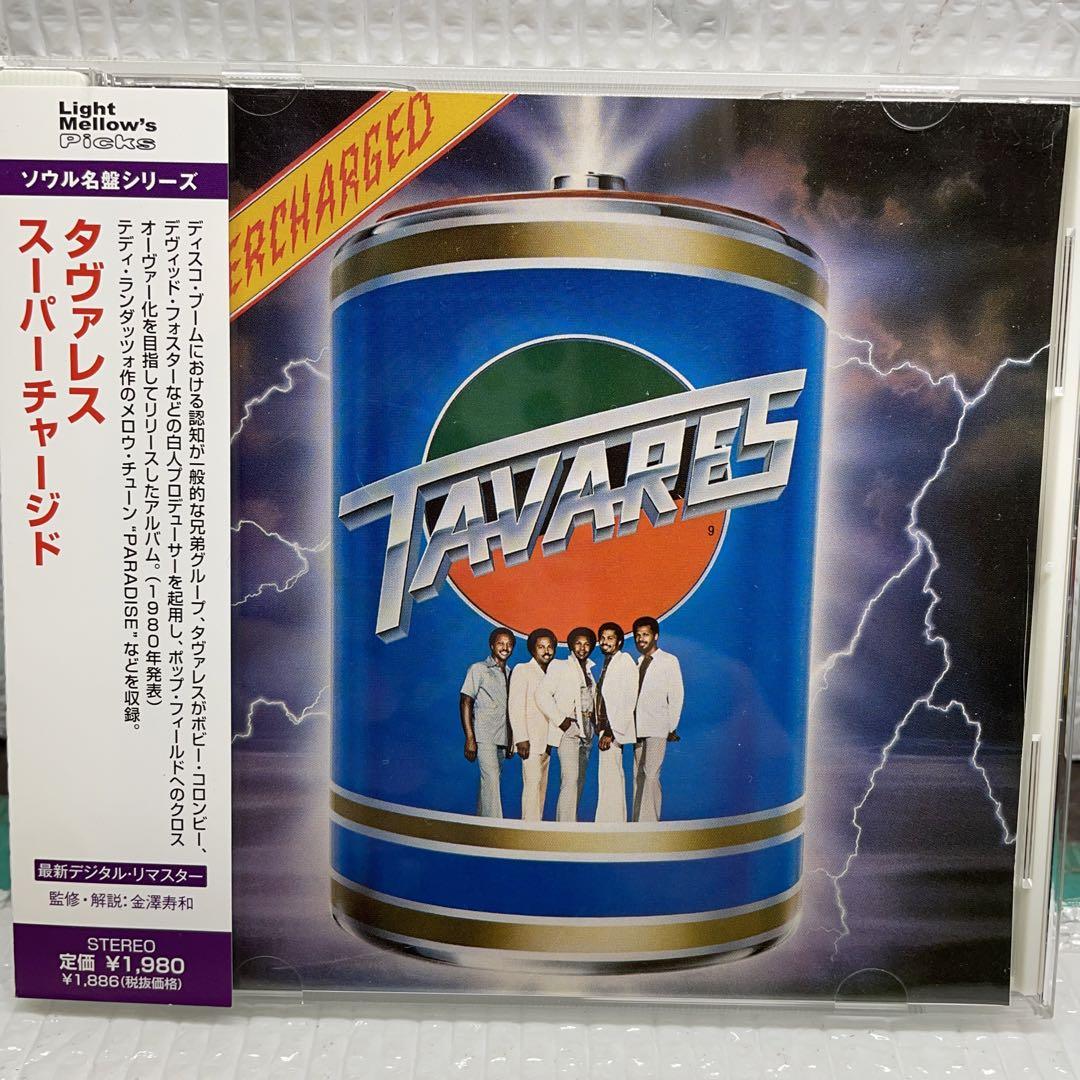 Light
Mellow's
Picks
ソウル名盤シリーズ
タヴァレス
スーパーチャージド
ディスコ・ブームにおける認知が一般的な兄弟グループ、タヴァレスがボビー・コロンビー、
デヴィッド・フォスターなどの白人プロデューサーを起用し、ポップ・フィールドへのクロス
オーヴァー化を目指してリリースしたアルバム。(1980年発表)
テディ・ランダッツォ作のメロウ・チューン"PARADISE"などを収録。
最新デジタル・リマスター
監修・解説:金澤寿和
STEREO
定価 ¥1,980
¥1,886(税抜価格)
ERCHARGED
TAVARES
9